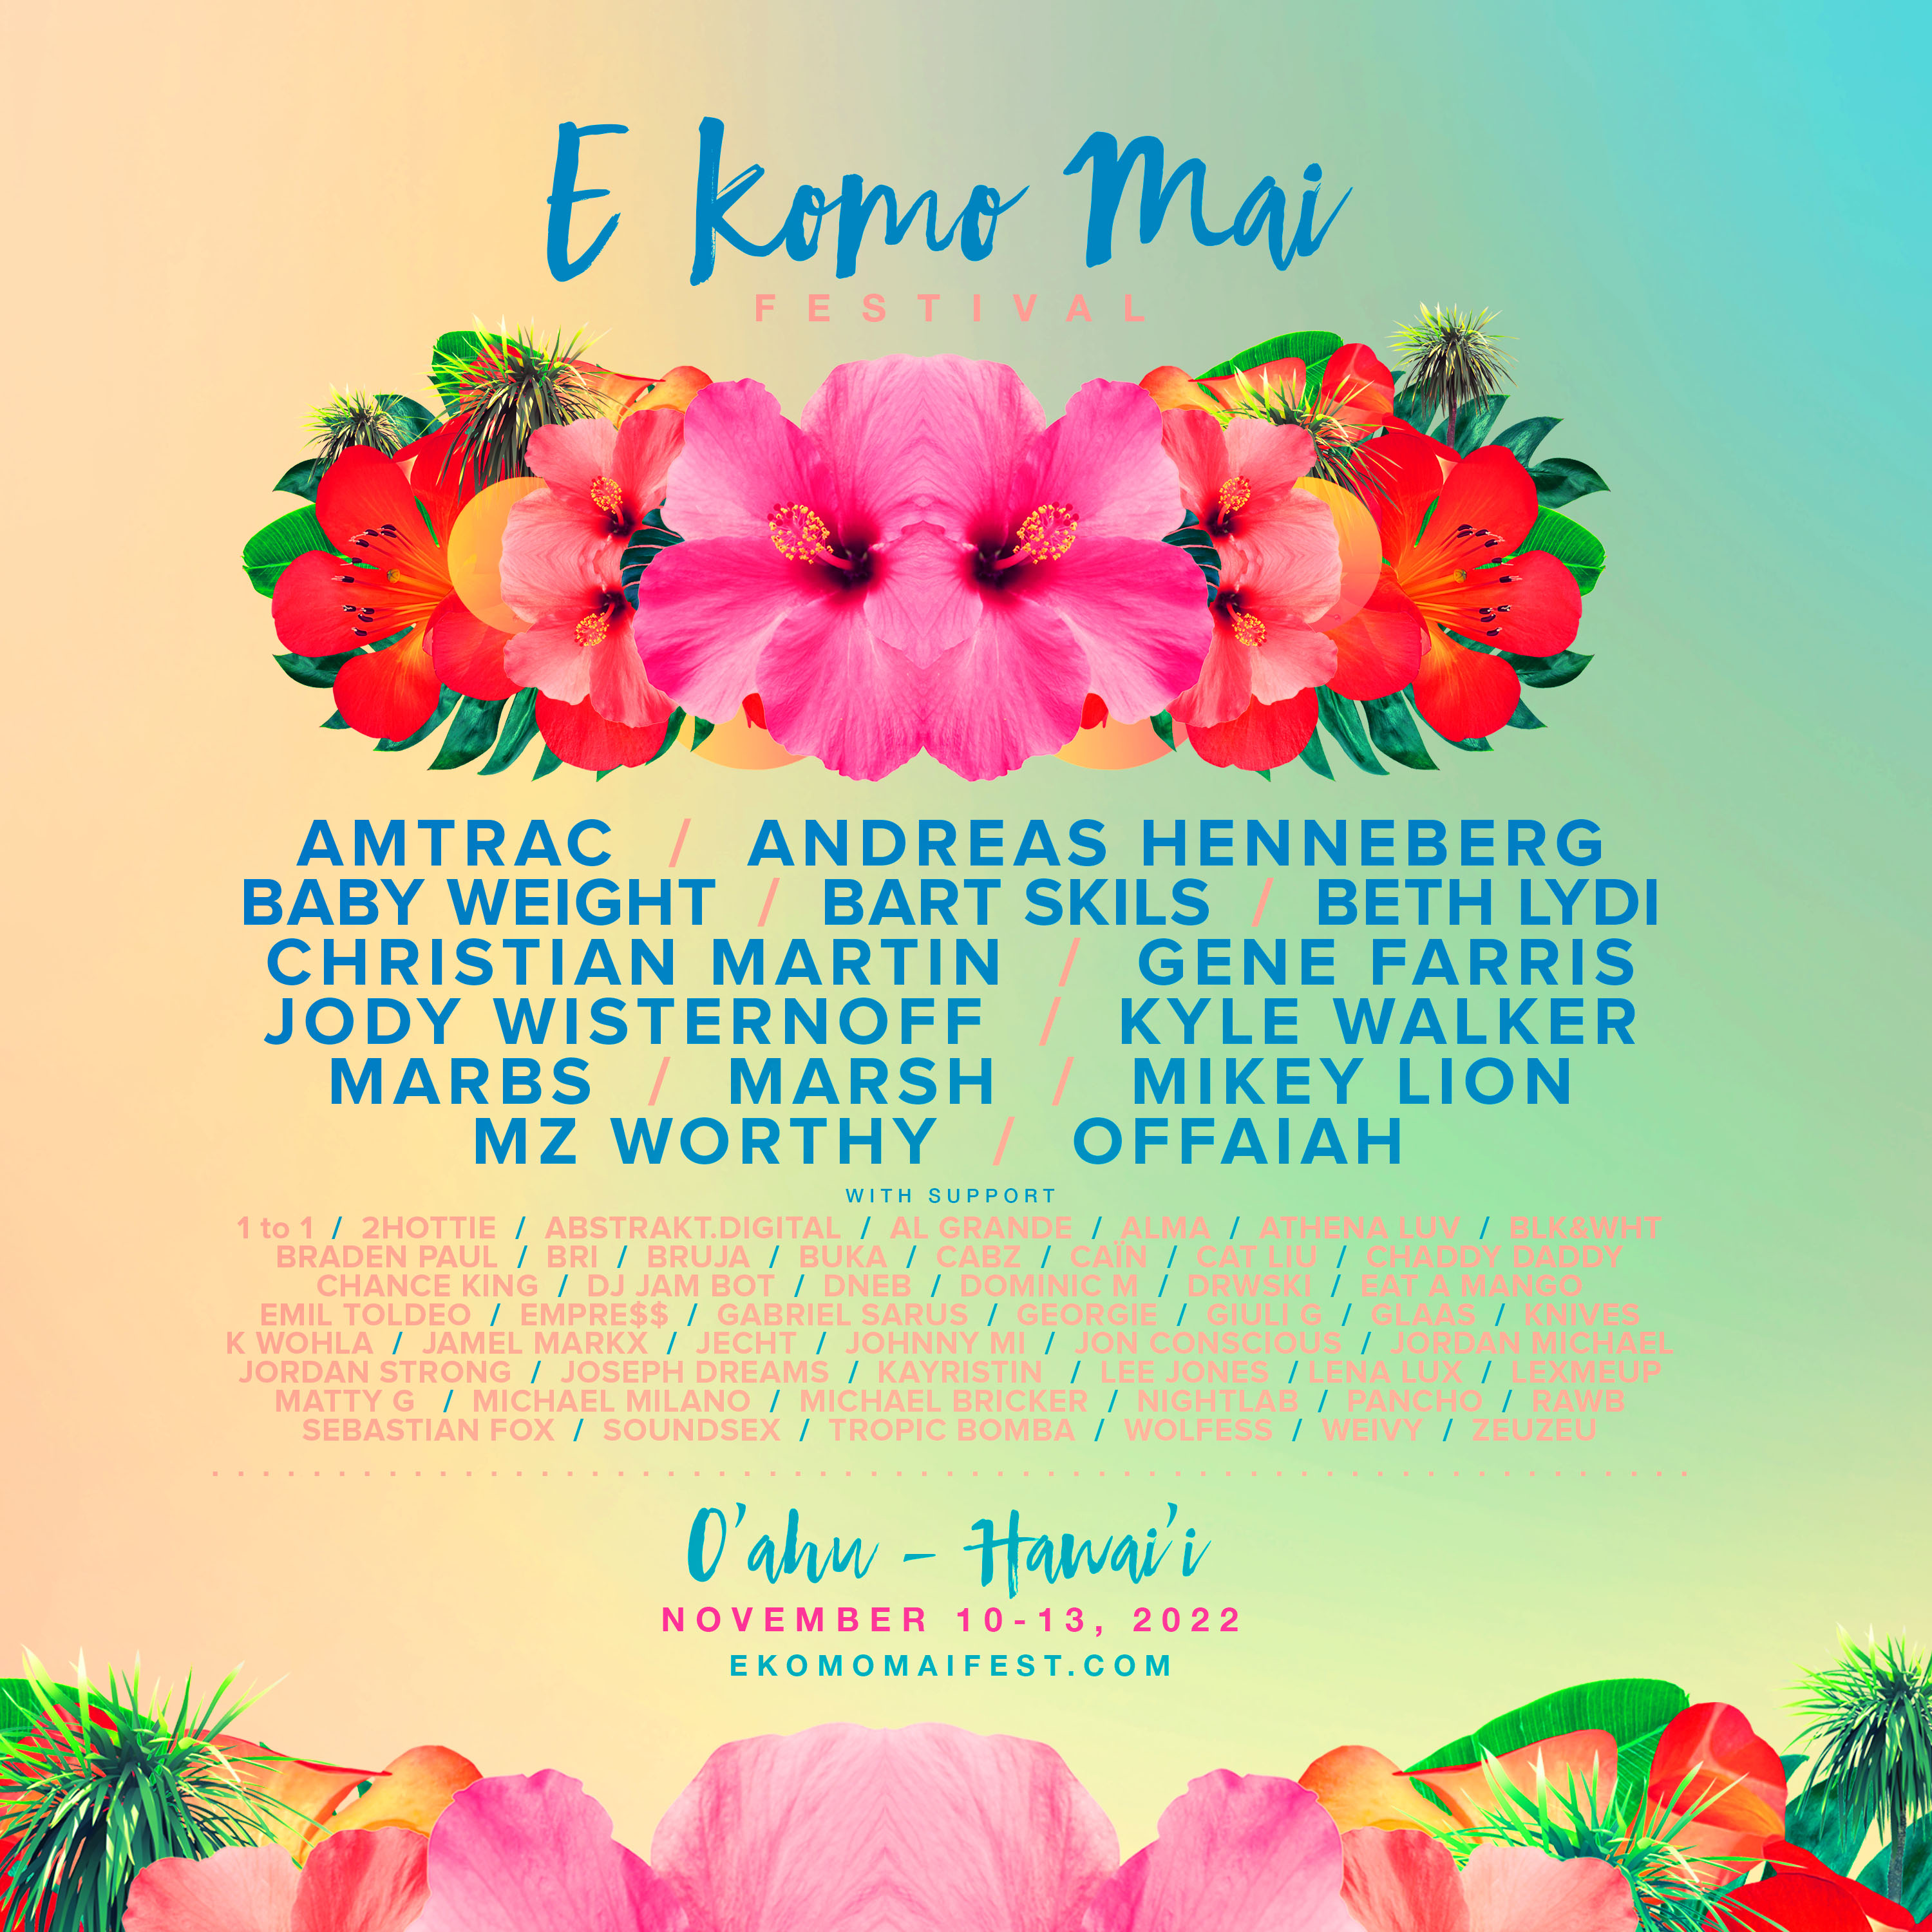 E Komo Mai
FESTIVAL
AMTRAC / ANDREAS HENNEBERG
BABY WEIGHT / BART SKILS / BETH LYDI
CHRISTIAN MARTIN / GENE FARRIS
JODY WISTERNOFF / KYLE WALKER
MARBS / MARSH / MIKEY LION
MZ WORTHY / OFFAIAH
WITH SUPPORT
1 to 1 / 2HOTTIE / ABSTRAKT.DIGITAL / AL GRANDE / ALMA / ATHENA LUV / BLK&WHT
BRADEN PAUL / BRI / BRUJA / BUKA / CABZ / CAÏN / CAT LIU / CHADDY DADDY
CHANCE KING / DJ JAM BOT / DNEB / DOMINIC M / DRWSKI / EAT A MANGO
EMIL TOLDEO / EMPRE$$ / GABRIEL SARUS / GEORGIE / GIULI G / GLAAS / KNIVES
K WOHLA / JAMEL MARKX / JECHT / JOHNNY MI / JON CONSCIOUS / JORDAN MICHAEL
JORDAN STRONG / JOSEPH DREAMS / KAYRISTIN / LEE JONES / LENA LUX / LEXMEUP
MATTY G / MICHAEL MILANO / MICHAEL BRICKER / NIGHTLAB / PANCHO / RAWB
SEBASTIAN FOX / SOUNDSEX / TROPIC BOMBA / WOLFESS / WEIVY / ZEUZEU
O'ahu - Hawai'i
NOVEMBER 10-13, 2022
EKOMOMAIFEST.COM